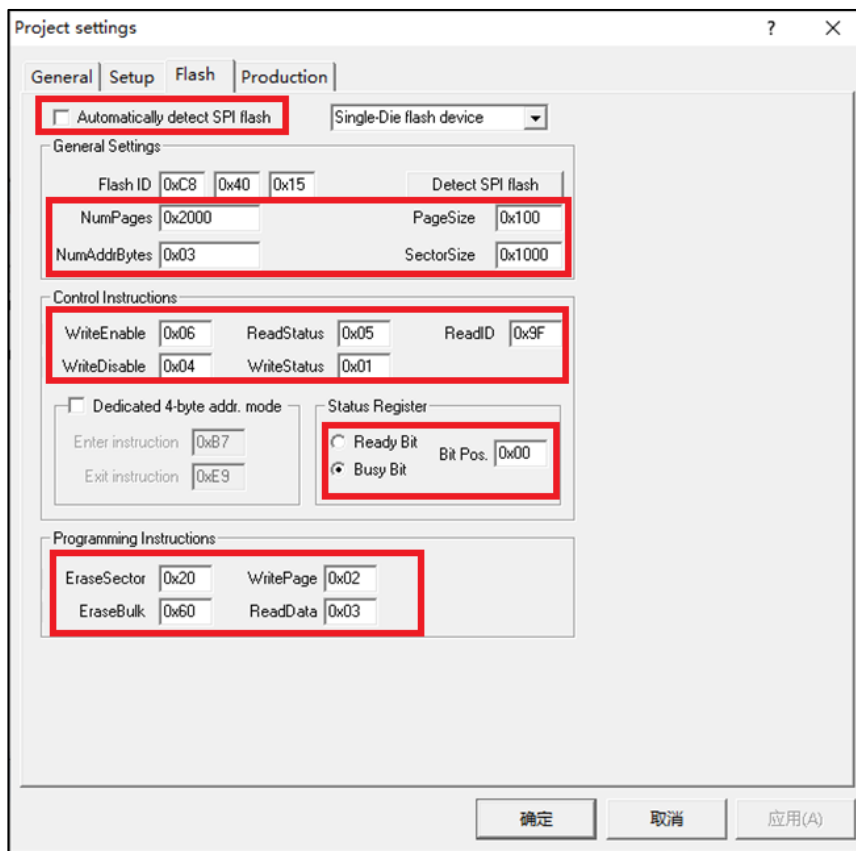 Project settings ? ×
General Setup Flash Production
Automatically detect SPI flash Single-Die flash device
General Settings
Flash ID 0xC8 0x40 0x15 Detect SPI flash
NumPages 0x2000 PageSize 0x100
NumAddrBytes 0x03 SectorSize 0x1000
Control Instructions
WriteEnable 0x06 ReadStatus 0x05 ReadID 0x9F
WriteDisable 0x04 WriteStatus 0x01
Dedicated 4-byte addr. mode Status Register
Enter instruction 0xB7 Ready Bit Bit Pos. 0x00
Exit instruction 0xE9 Busy Bit
Programming Instructions
EraseSector 0x20 WritePage 0x02
EraseBulk 0x60 ReadData 0x03
确定 取消 应用(A)